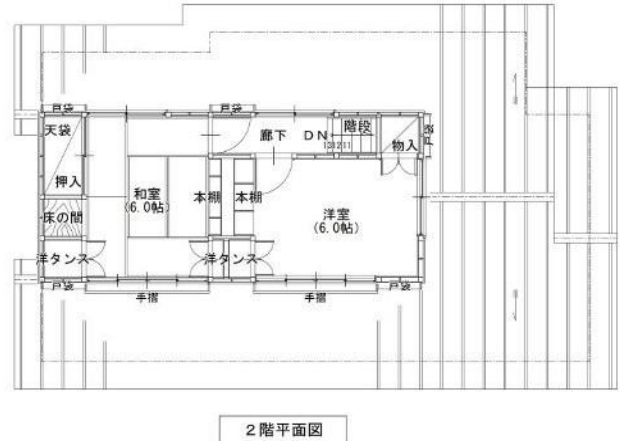 戸袋
戸袋
天袋
廊下
DN
階段
戸袋
物入
押入
和室
(6.0帖)
本棚
本棚
洋室
(6.0帖)
床の間
洋タンス
洋タンス
戸袋
手摺
手摺
戸袋
2階平面図